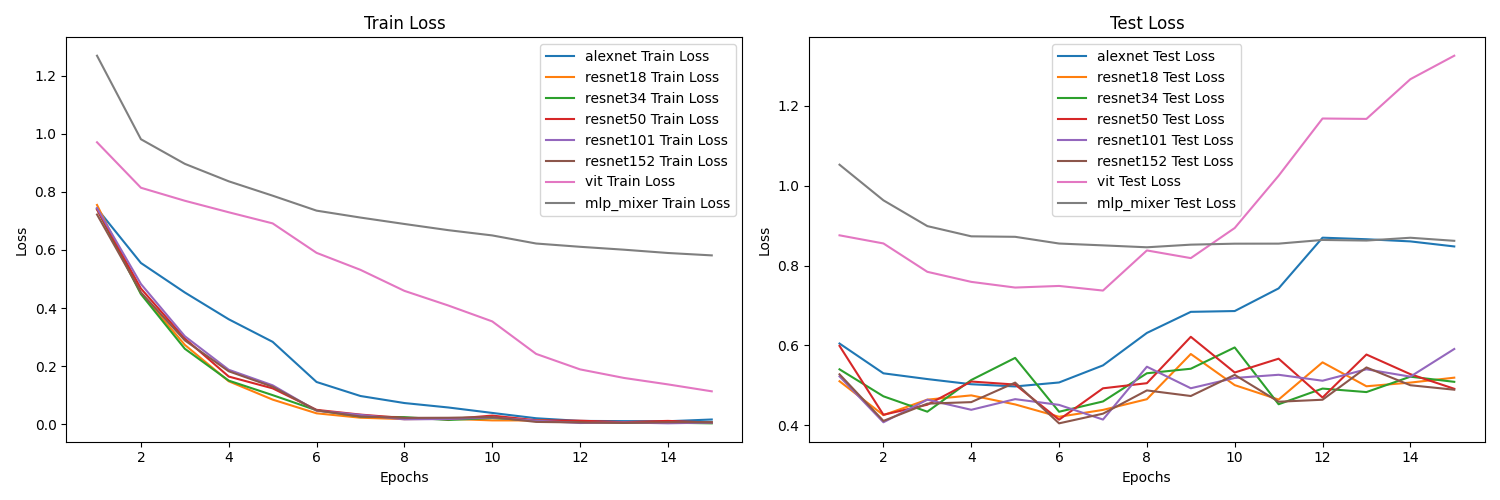 Train Loss
Loss
1.2
1.0
0.8
0.6
0.4
0.2
0.0
2
4
6
8
10
12
14
Epochs
alexnet Train Loss
resnet18 Train Loss
resnet34 Train Loss
resnet50 Train Loss
resnet101 Train Loss
resnet152 Train Loss
vit Train Loss
mlp_mixer Train Loss
Test Loss
Loss
1.2
1.0
0.8
0.6
0.4
2
4
6
8
10
12
14
Epochs
alexnet Test Loss
resnet18 Test Loss
resnet34 Test Loss
resnet50 Test Loss
resnet101 Test Loss
resnet152 Test Loss
vit Test Loss
mlp_mixer Test Loss